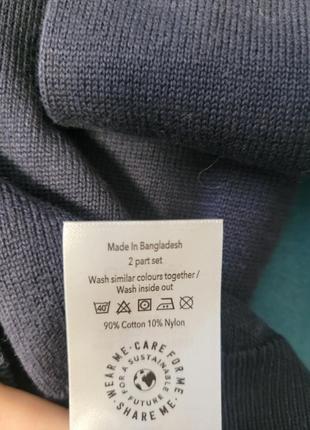 Made In Bangladesh
2 part set
Wash similar colours together /
Wash inside out
40
90% Cotton 10% Nylon
WEAR ME. CARE FOR ME. SHARE ME.
FOR A SUSTAINABLE FUTURE